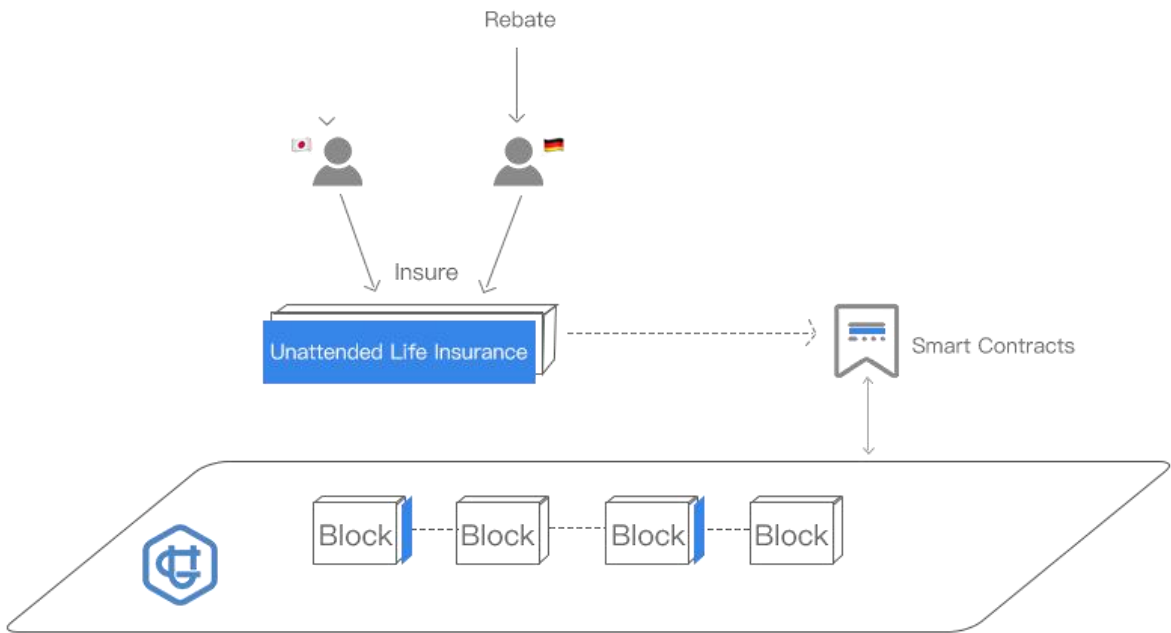 Rebate
Insure
Unattended Life Insurance
Smart Contracts
Block
Block
Block
Block